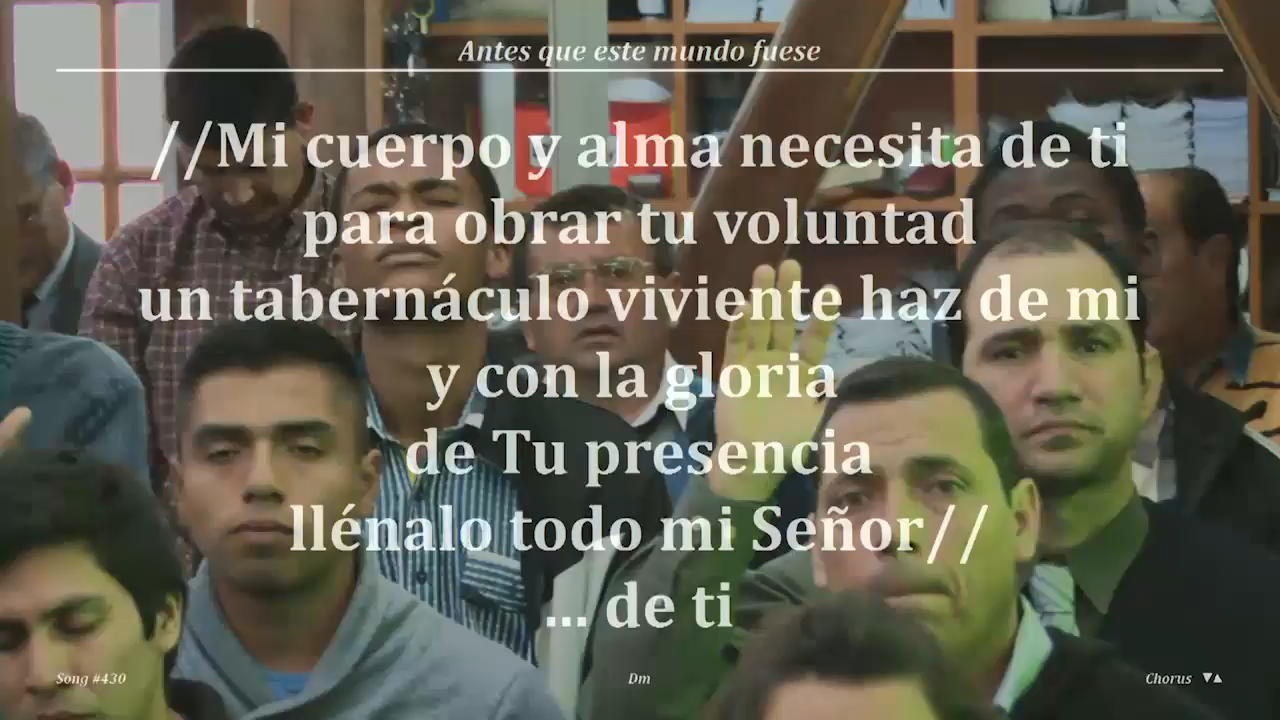 Antes que este mundo fuese
//Mi cuerpo y alma necesita de ti
para obrar tu voluntad
un tabernáculo viviente haz de mi
y con la gloria
de Tu presencia
llénalo todo mi Señor//
... de ti
Song #430
Dm
Chorus ▼▲